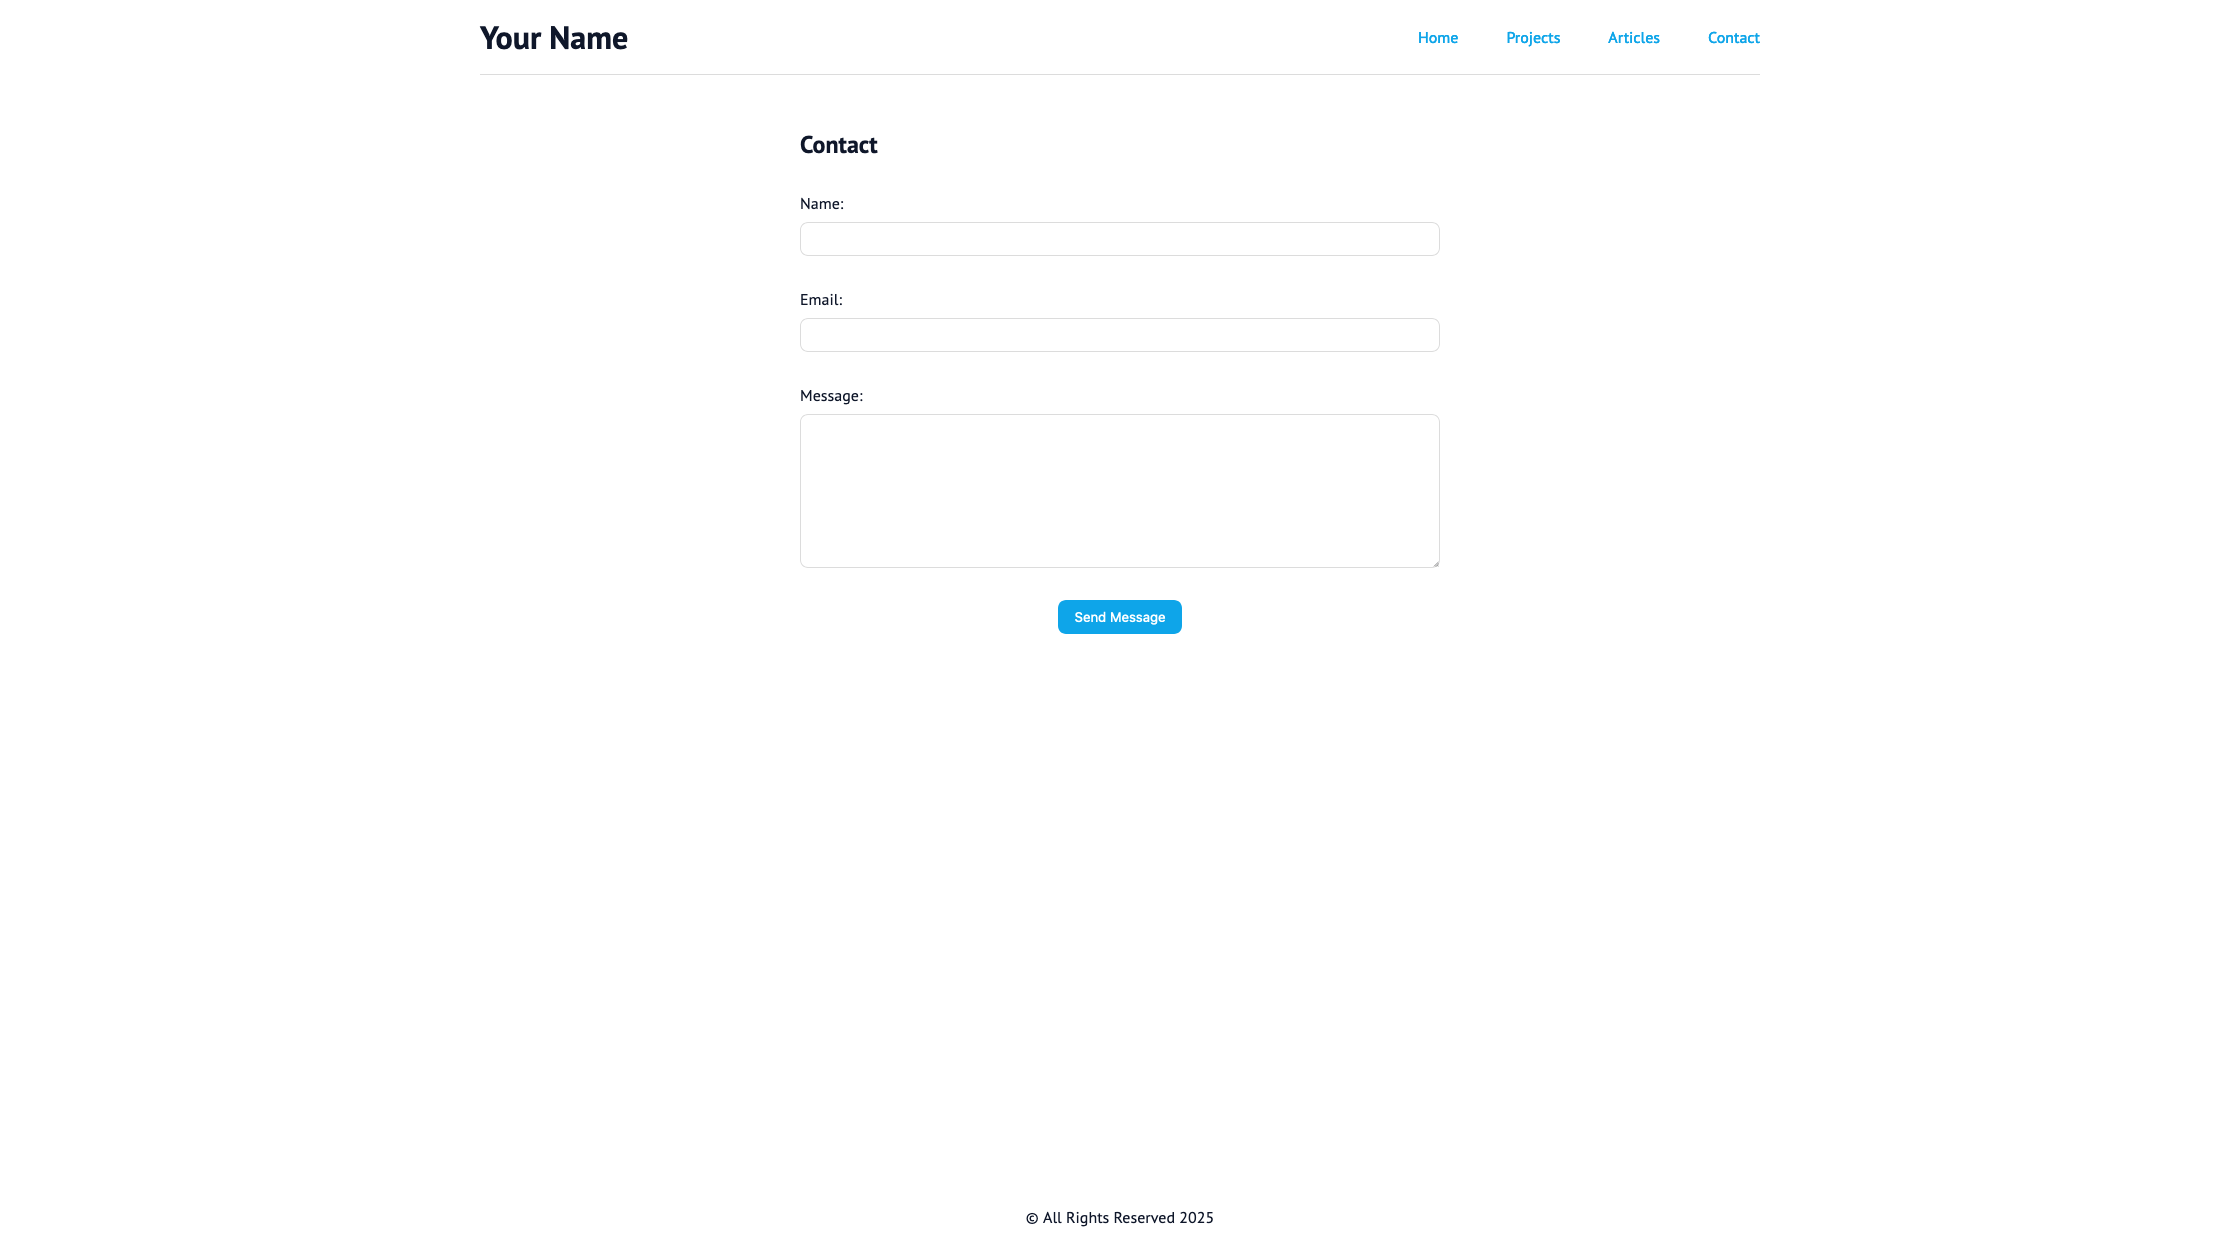 Your Name
Home Projects Articles Contact
Contact
Name:
Email:
Message:
Send Message
© All Rights Reserved 2025